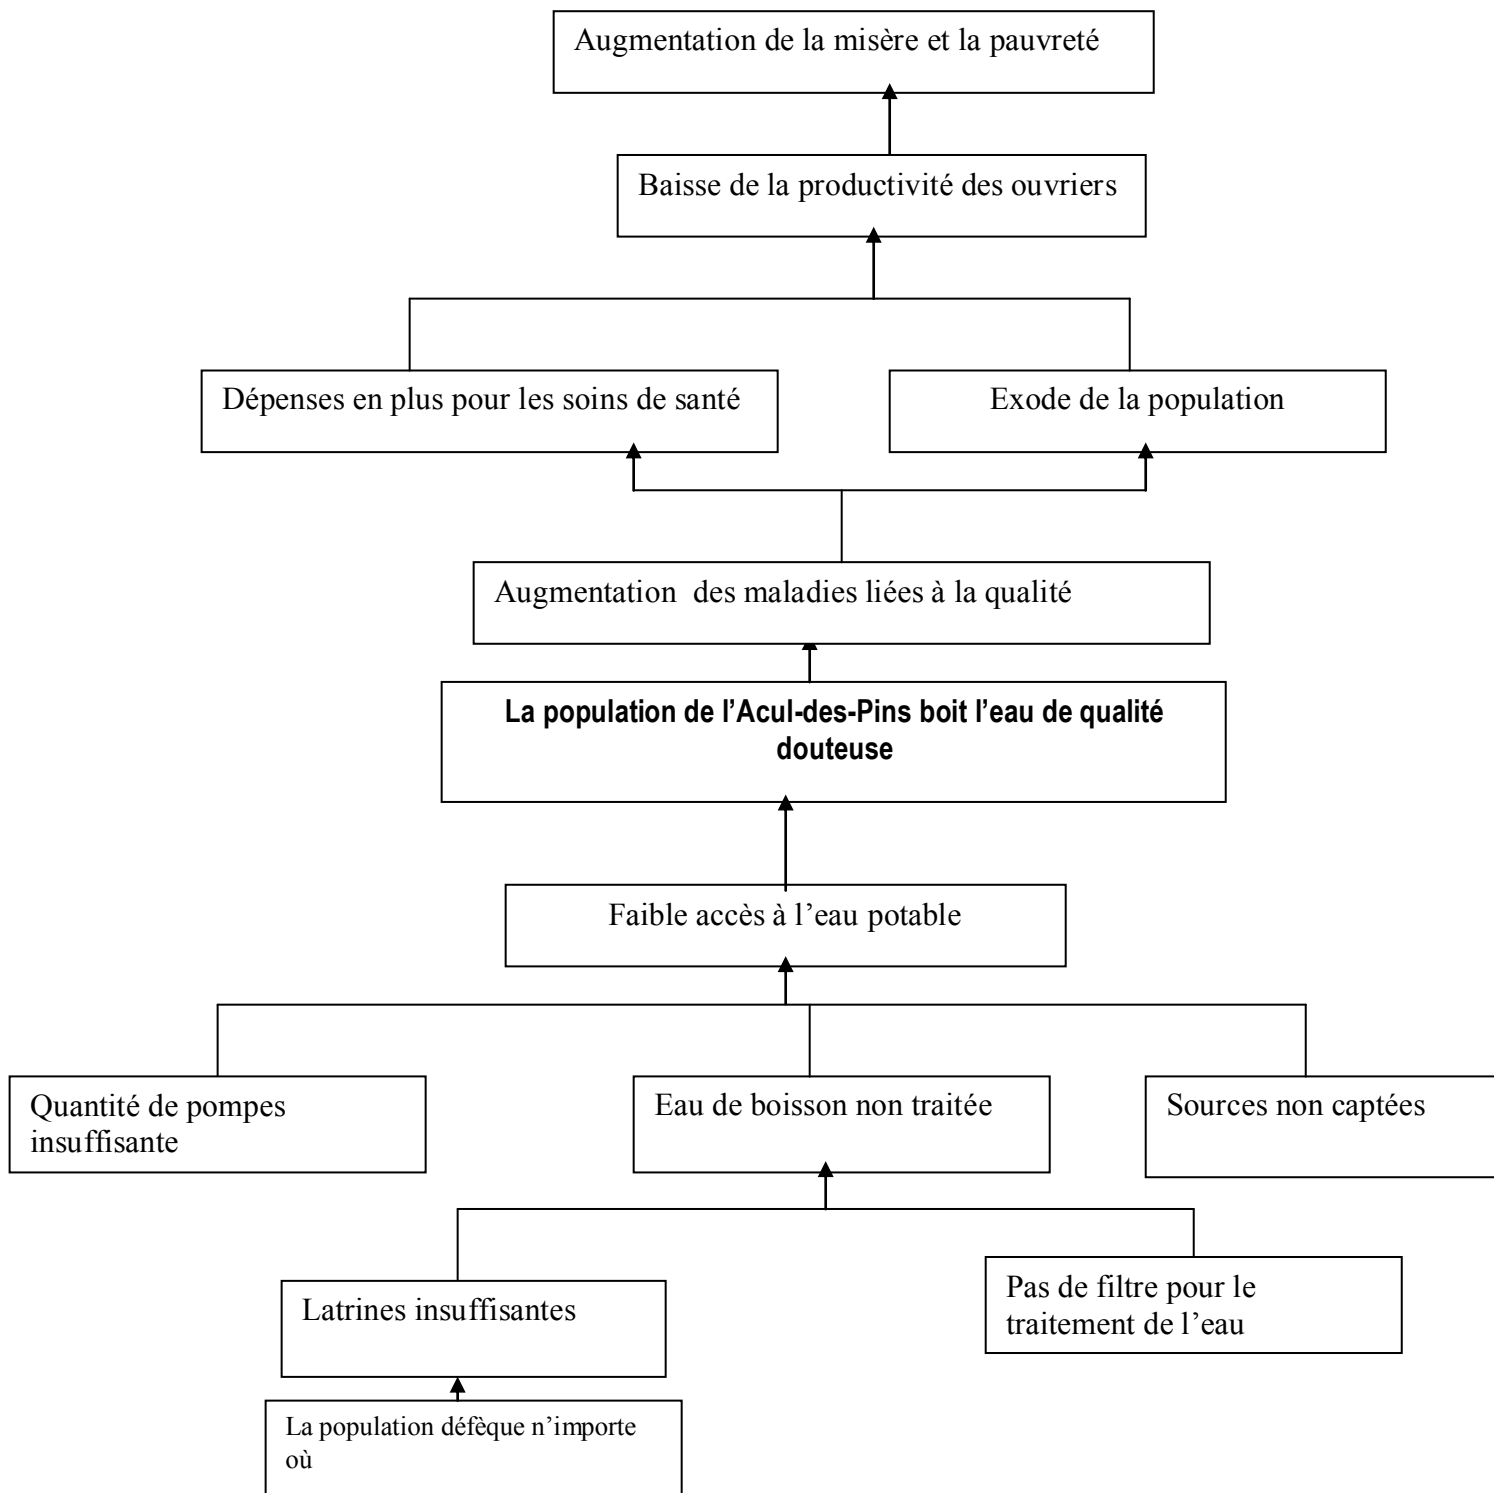 Augmentation de la misère et la pauvreté
Baisse de la productivité des ouvriers
Dépenses en plus pour les soins de santé
Exode de la population
Augmentation  des maladies liées à la qualité
La population de l’Acul-des-Pins boit l’eau de qualité
douteuse
Faible accès à l’eau potable
Quantité de pompes
insuffisante
Eau de boisson non traitée
Sources non captées
Latrines insuffisantes
Pas de filtre pour le
traitement de l’eau
La population défèque n’importe
où